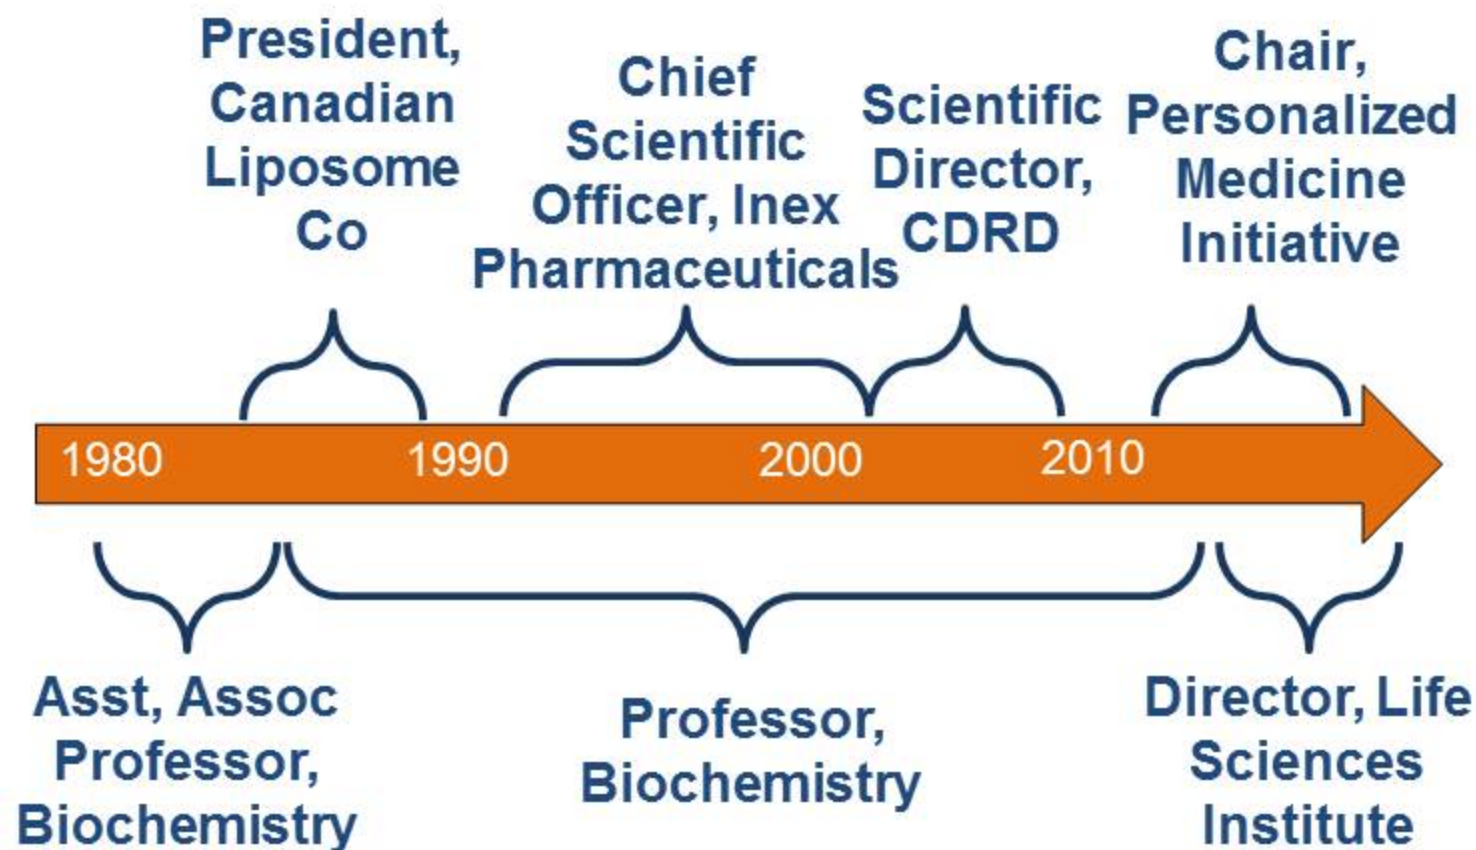 President,
Canadian
Liposome
Co
Chief
Scientific
Officer, Inex
Pharmaceuticals
Scientific
Director,
CDRD
Chair,
Personalized
Medicine
Initiative
1980
1990
2000
2010
Asst, Assoc
Professor,
Biochemistry
Professor,
Biochemistry
Director, Life
Sciences
Institute